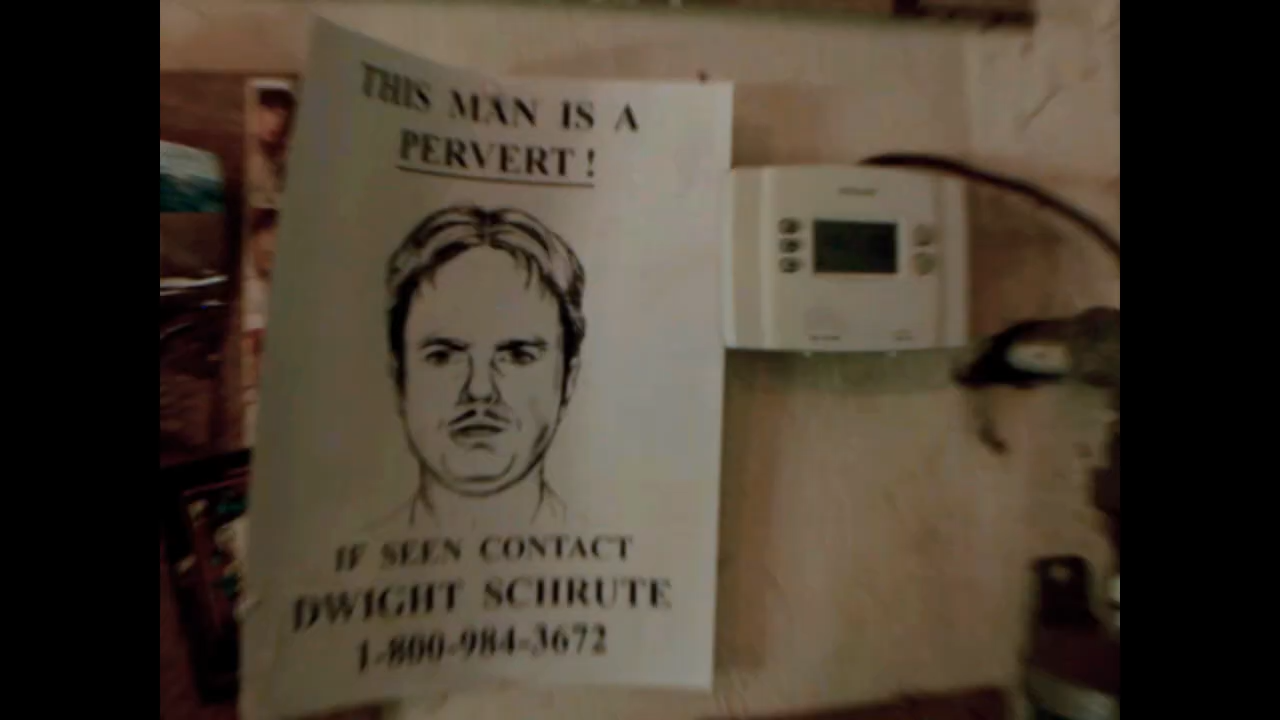 THIS MAN IS A
PERVERT!
IF SEEN CONTACT
DWIGHT SCHRUTE
1-800-984-3672